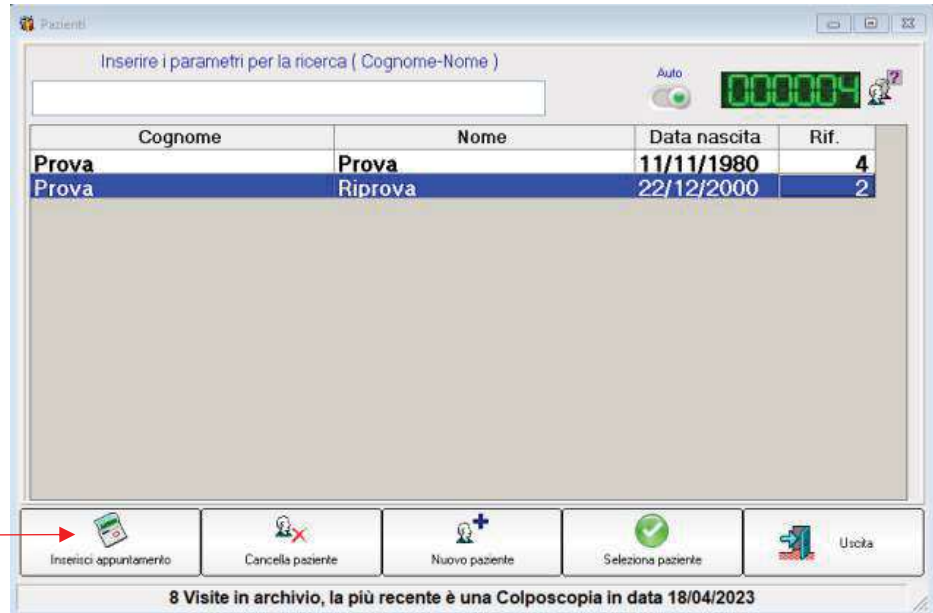 Pazienti
Inserire i parametri per la ricerca ( Cognome-Nome )
Auto
000004
?
Cognome Nome Data nascita Rif.
Prova Prova 11/11/1980 4
Prova Riprova 22/12/2000 2
Inserisci appuntamento Cancella paziente Nuovo paziente Seleziona paziente Uscita
8 Visite in archivio, la più recente è una Colposcopia in data 18/04/2023